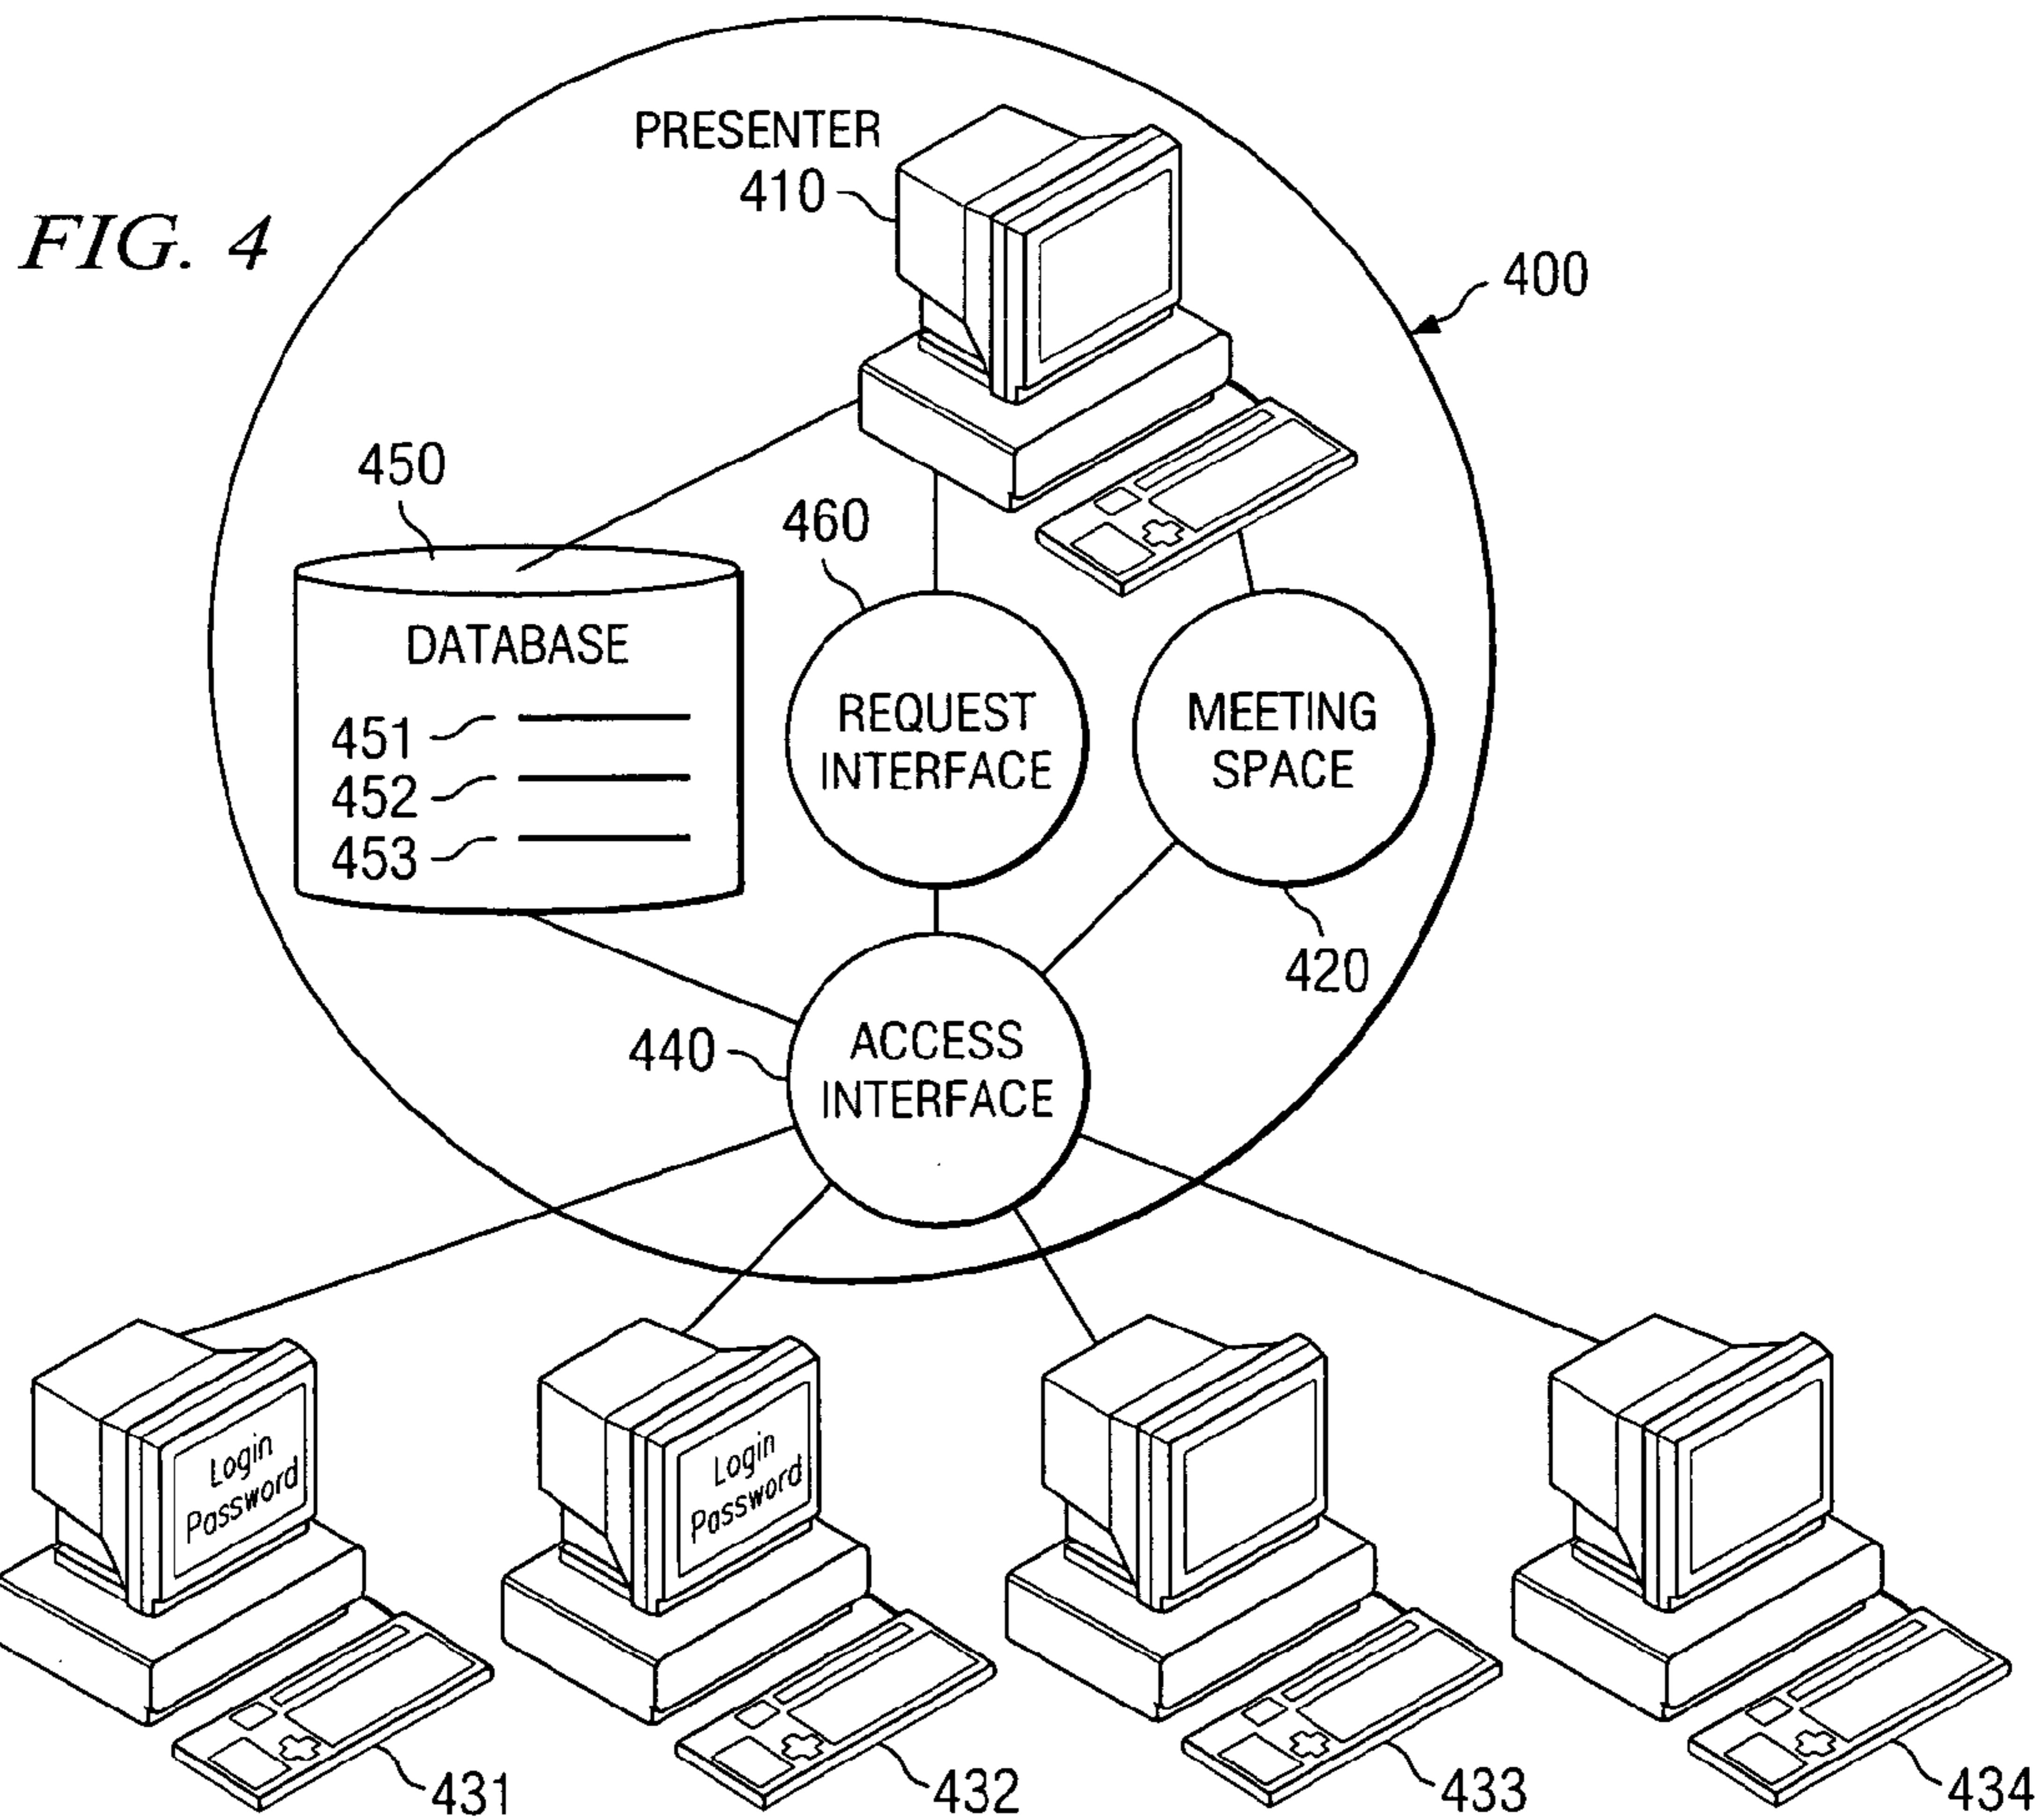 FIG. 4
PRESENTER
410
400
450
460
DATABASE
451
452
453
REQUEST
INTERFACE
MEETING
SPACE
420
440
ACCESS
INTERFACE
Login
Password
Login
Password
431
432
433
434